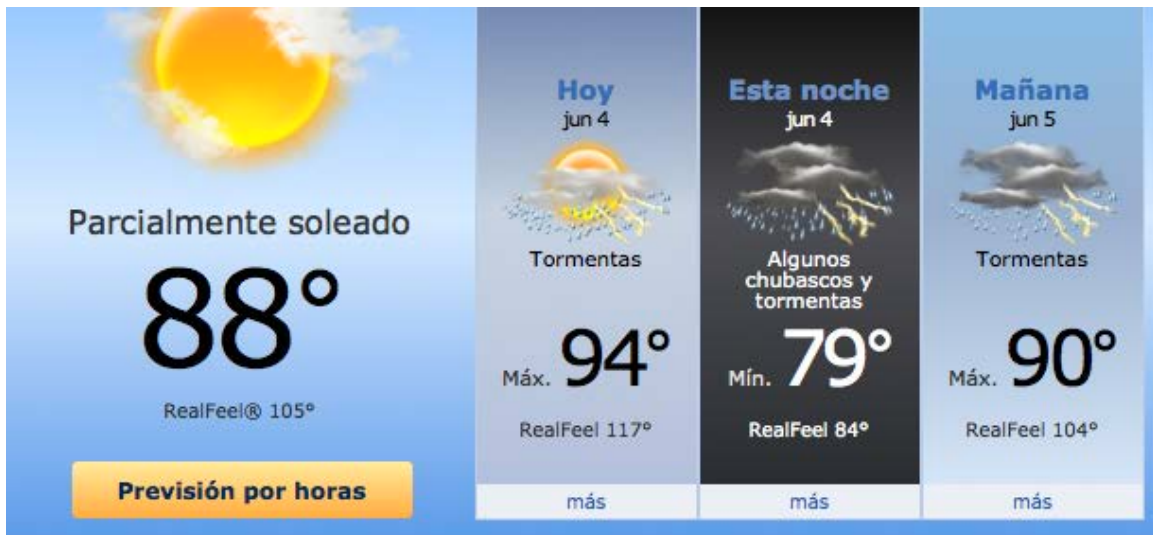 Parcialmente soleado
88°
RealFeel® 105°
Previsión por horas
Hoy
jun 4
Tormentas
Máx. 94°
RealFeel 117°
más
Esta noche
jun 4
Algunos
chubascos y
tormentas
Mín. 79°
RealFeel 84°
más
Mañana
jun 5
Tormentas
Máx. 90°
RealFeel 104°
más